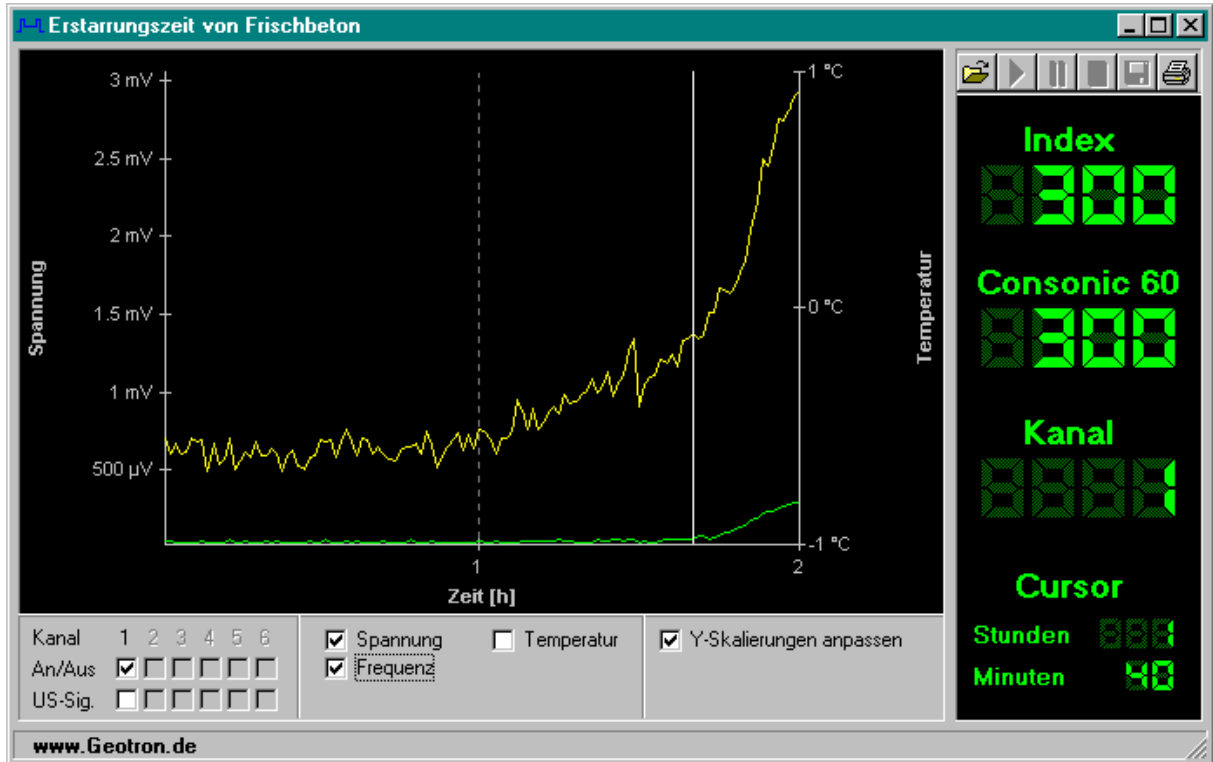 Erstarrungszeit von Frischbeton
3 mV
2.5 mV
2 mV
1.5 mV
1 mV
500 µV
Spannung
1 °C
0 °C
-1 °C
Temperatur
1
2
Zeit [h]
Index
300
Consonic 60
300
Kanal
1
Cursor
Stunden 1
Minuten 40
Kanal 1 2 3 4 5 6
An/Aus
US-Sig.
Spannung
Temperatur
Frequenz
Y-Skalierungen anpassen
www.Geotron.de